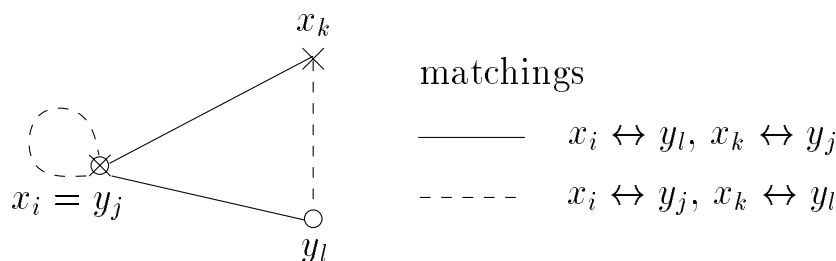 x_k
matchings
x_i ↔ y_l, x_k ↔ y_j
x_i = y_j
x_i ↔ y_j, x_k ↔ y_l
y_l